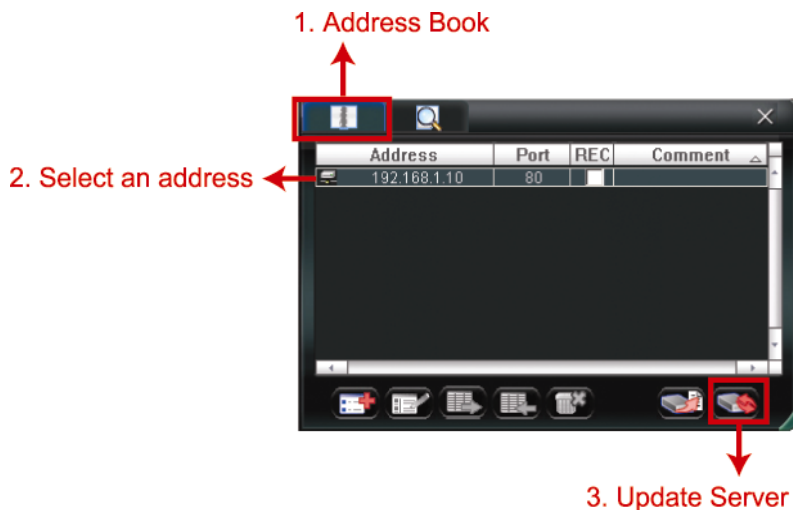 1. Address Book
Address Port REC Comment
2. Select an address
192.168.1.10 80
3. Update Server